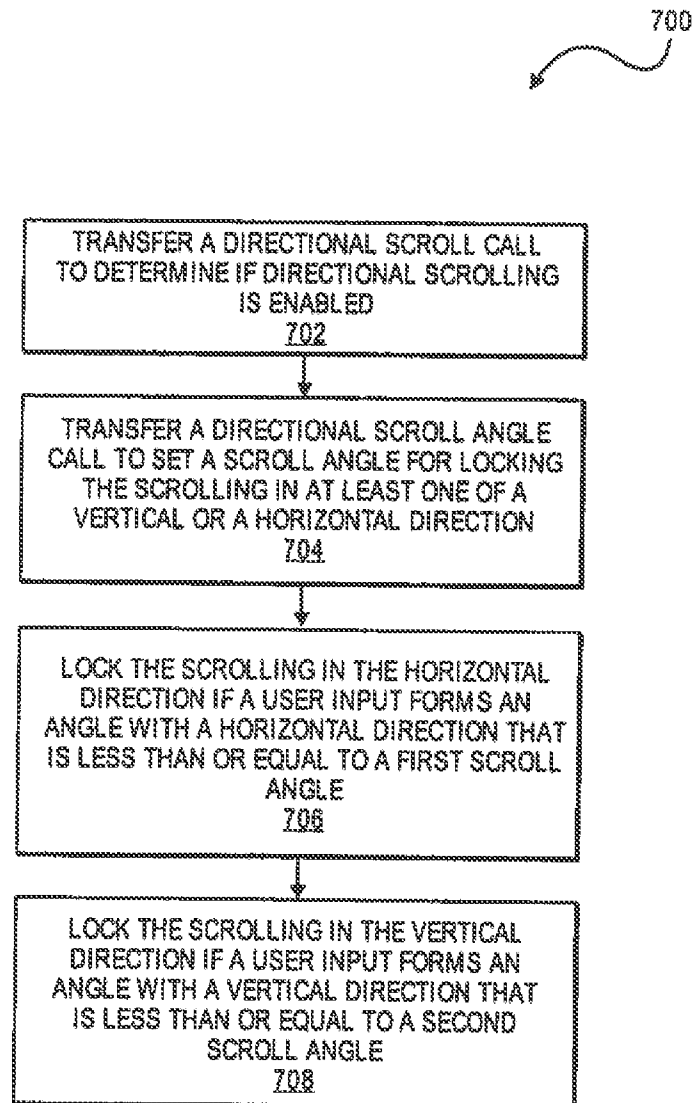 700
TRANSFER A DIRECTIONAL SCROLL CALL
TO DETERMINE IF DIRECTIONAL SCROLLING
IS ENABLED
702
TRANSFER A DIRECTIONAL SCROLL ANGLE
CALL TO SET A SCROLL ANGLE FOR LOCKING
THE SCROLLING IN AT LEAST ONE OF A
VERTICAL OR A HORIZONTAL DIRECTION
704
LOCK THE SCROLLING IN THE HORIZONTAL
DIRECTION IF A USER INPUT FORMS AN
ANGLE WITH A HORIZONTAL DIRECTION THAT
IS LESS THAN OR EQUAL TO A FIRST SCROLL
ANGLE
706
LOCK THE SCROLLING IN THE VERTICAL
DIRECTION IF A USER INPUT FORMS AN
ANGLE WITH A VERTICAL DIRECTION THAT
IS LESS THAN OR EQUAL TO A SECOND
SCROLL ANGLE
708